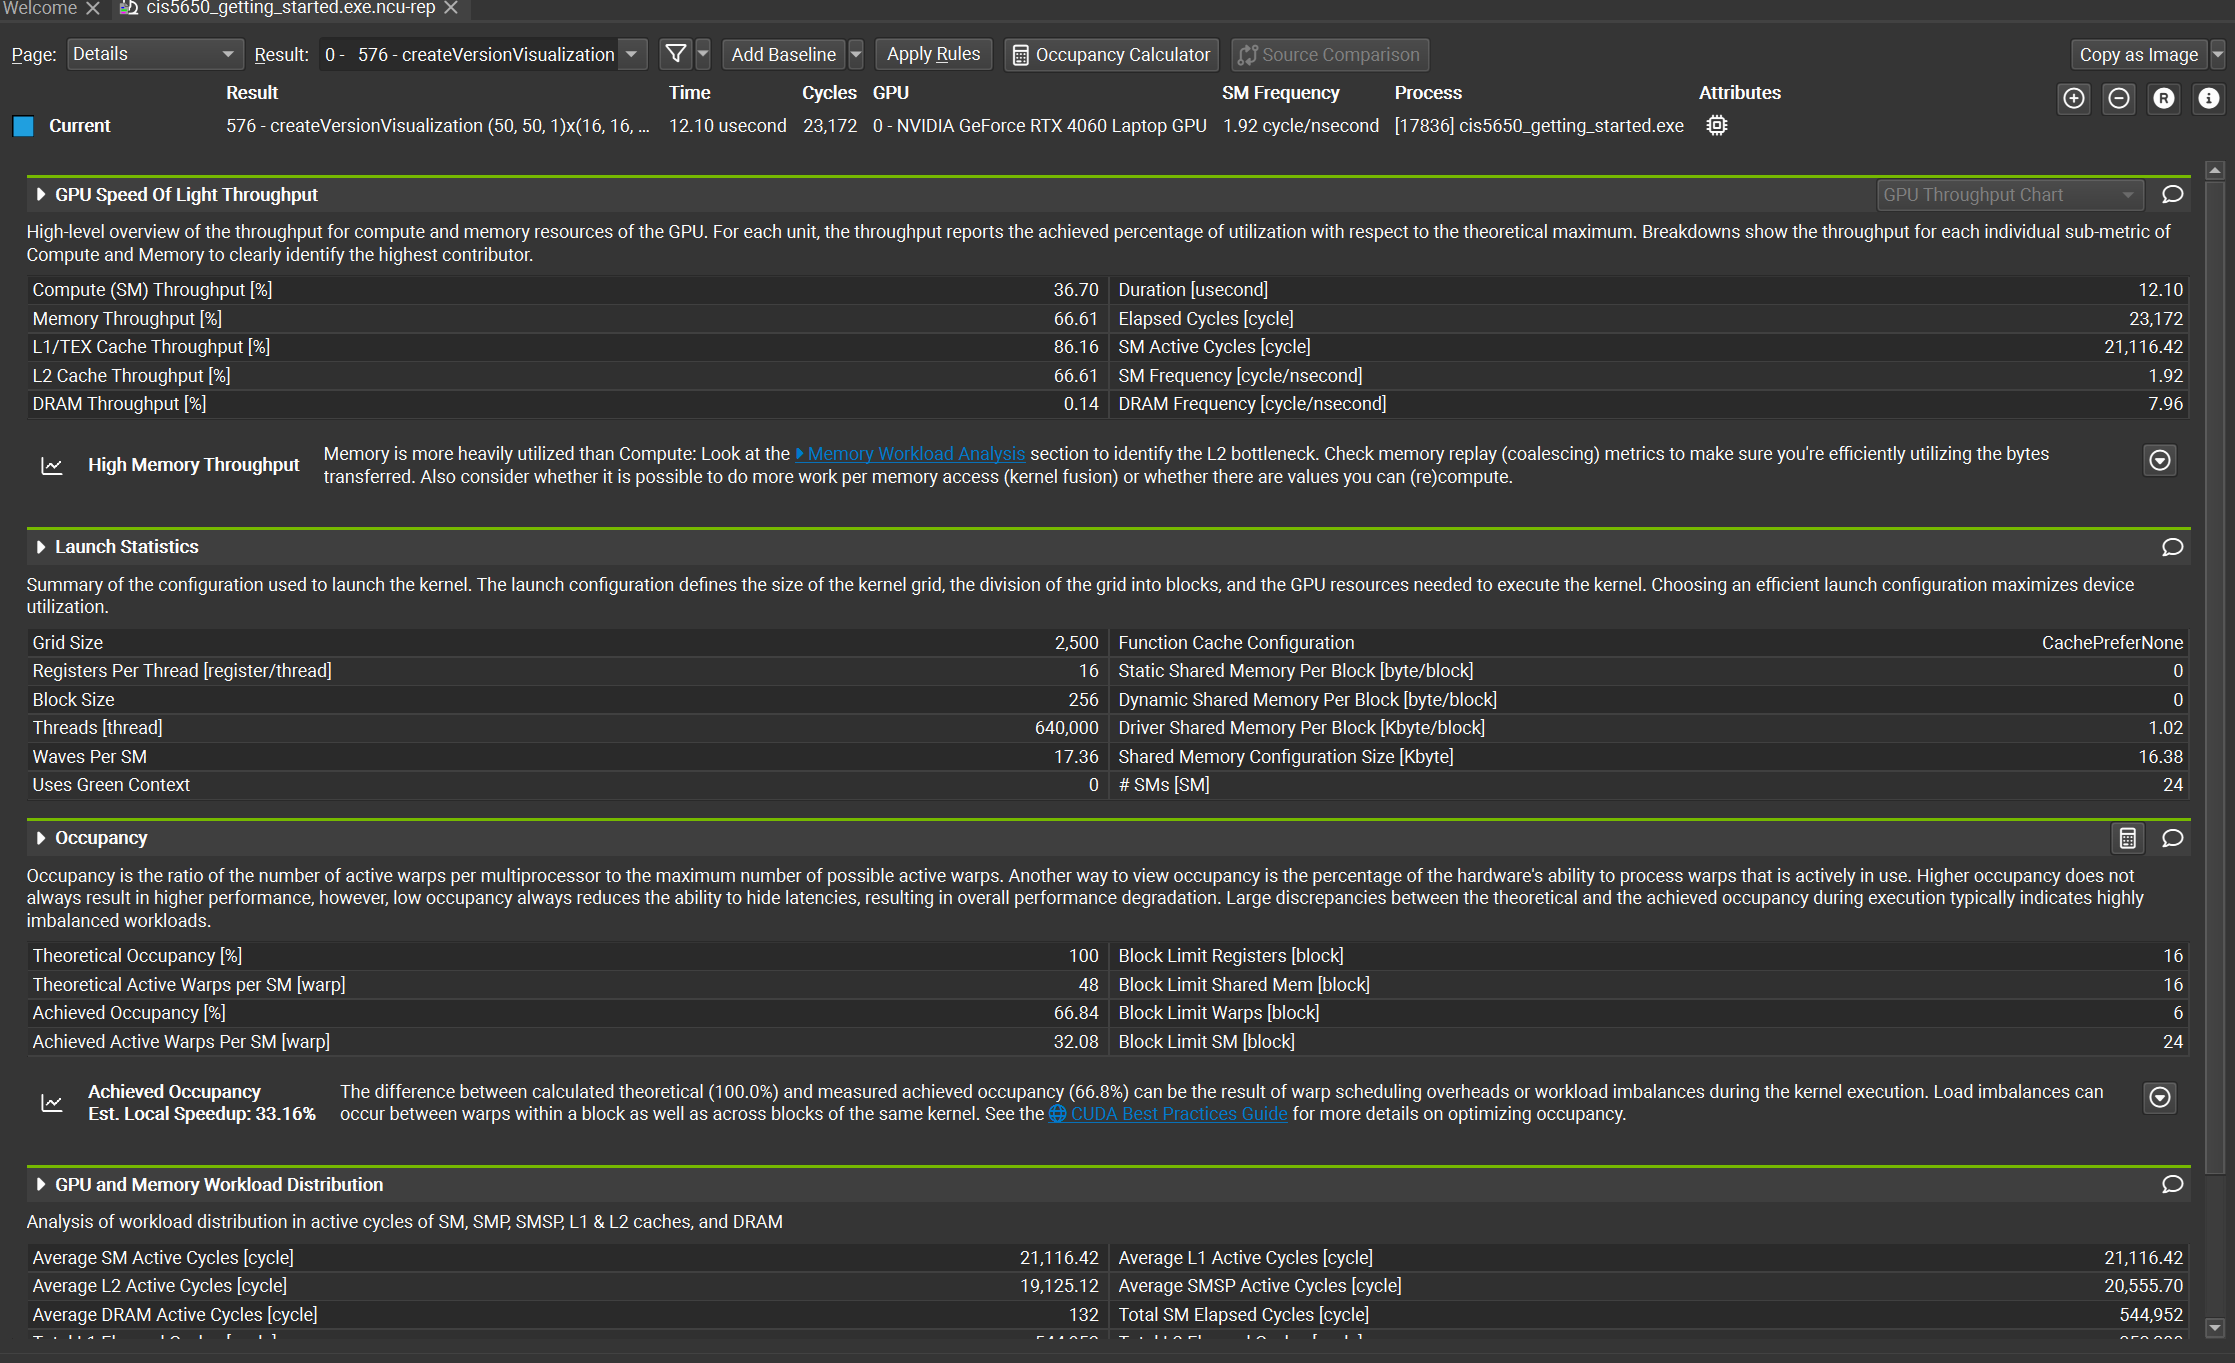 Welcome
cis5650_getting_started.exe.ncu-rep
Page: Details Result: 0 - 576 - createVersionVisualization Add Baseline Apply Rules Occupancy Calculator Source Comparison Copy as Image
Result Time Cycles GPU SM Frequency Process Attributes
Current 576 - createVersionVisualization (50, 50, 1)x(16, 16, ... 12.10 usecond 23,172 0 - NVIDIA GeForce RTX 4060 Laptop GPU 1.92 cycle/nsecond [17836] cis5650_getting_started.exe
GPU Speed Of Light Throughput GPU Throughput Chart
High-level overview of the throughput for compute and memory resources of the GPU. For each unit, the throughput reports the achieved percentage of utilization with respect to the theoretical maximum. Breakdowns show the throughput for each individual sub-metric of
Compute and Memory to clearly identify the highest contributor.
Compute (SM) Throughput [%] 36.70 Duration [usecond] 12.10
Memory Throughput [%] 66.61 Elapsed Cycles [cycle] 23,172
L1/TEX Cache Throughput [%] 86.16 SM Active Cycles [cycle] 21,116.42
L2 Cache Throughput [%] 66.61 SM Frequency [cycle/nsecond] 1.92
DRAM Throughput [%] 0.14 DRAM Frequency [cycle/nsecond] 7.96
High Memory Throughput
Memory is more heavily utilized than Compute: Look at the Memory Workload Analysis section to identify the L2 bottleneck. Check memory replay (coalescing) metrics to make sure you're efficiently utilizing the bytes
transferred. Also consider whether it is possible to do more work per memory access (kernel fusion) or whether there are values you can (re)compute.
Launch Statistics
Summary of the configuration used to launch the kernel. The launch configuration defines the size of the kernel grid, the division of the grid into blocks, and the GPU resources needed to execute the kernel. Choosing an efficient launch configuration maximizes device
utilization.
Grid Size 2,500 Function Cache Configuration CachePreferNone
Registers Per Thread [register/thread] 16 Static Shared Memory Per Block [byte/block] 0
Block Size 256 Dynamic Shared Memory Per Block [byte/block] 0
Threads [thread] 640,000 Driver Shared Memory Per Block [Kbyte/block] 1.02
Waves Per SM 17.36 Shared Memory Configuration Size [Kbyte] 16.38
Uses Green Context 0 # SMs [SM] 24
Occupancy
Occupancy is the ratio of the number of active warps per multiprocessor to the maximum number of possible active warps. Another way to view occupancy is the percentage of the hardware's ability to process warps that is actively in use. Higher occupancy does not
always result in higher performance, however, low occupancy always reduces the ability to hide latencies, resulting in overall performance degradation. Large discrepancies between the theoretical and the achieved occupancy during execution typically indicates highly
imbalanced workloads.
Theoretical Occupancy [%] 100 Block Limit Registers [block] 16
Theoretical Active Warps per SM [warp] 48 Block Limit Shared Mem [block] 16
Achieved Occupancy [%] 66.84 Block Limit Warps [block] 6
Achieved Active Warps Per SM [warp] 32.08 Block Limit SM [block] 24
Achieved Occupancy
Est. Local Speedup: 33.16%
The difference between calculated theoretical (100.0%) and measured achieved occupancy (66.8%) can be the result of warp scheduling overheads or workload imbalances during the kernel execution. Load imbalances can
occur between warps within a block as well as across blocks of the same kernel. See the CUDA Best Practices Guide for more details on optimizing occupancy.
GPU and Memory Workload Distribution
Analysis of workload distribution in active cycles of SM, SMP, SMSP, L1 & L2 caches, and DRAM
Average SM Active Cycles [cycle] 21,116.42 Average L1 Active Cycles [cycle] 21,116.42
Average L2 Active Cycles [cycle] 19,125.12 Average SMSP Active Cycles [cycle] 20,555.70
Average DRAM Active Cycles [cycle] 132 Total SM Elapsed Cycles [cycle] 544,952